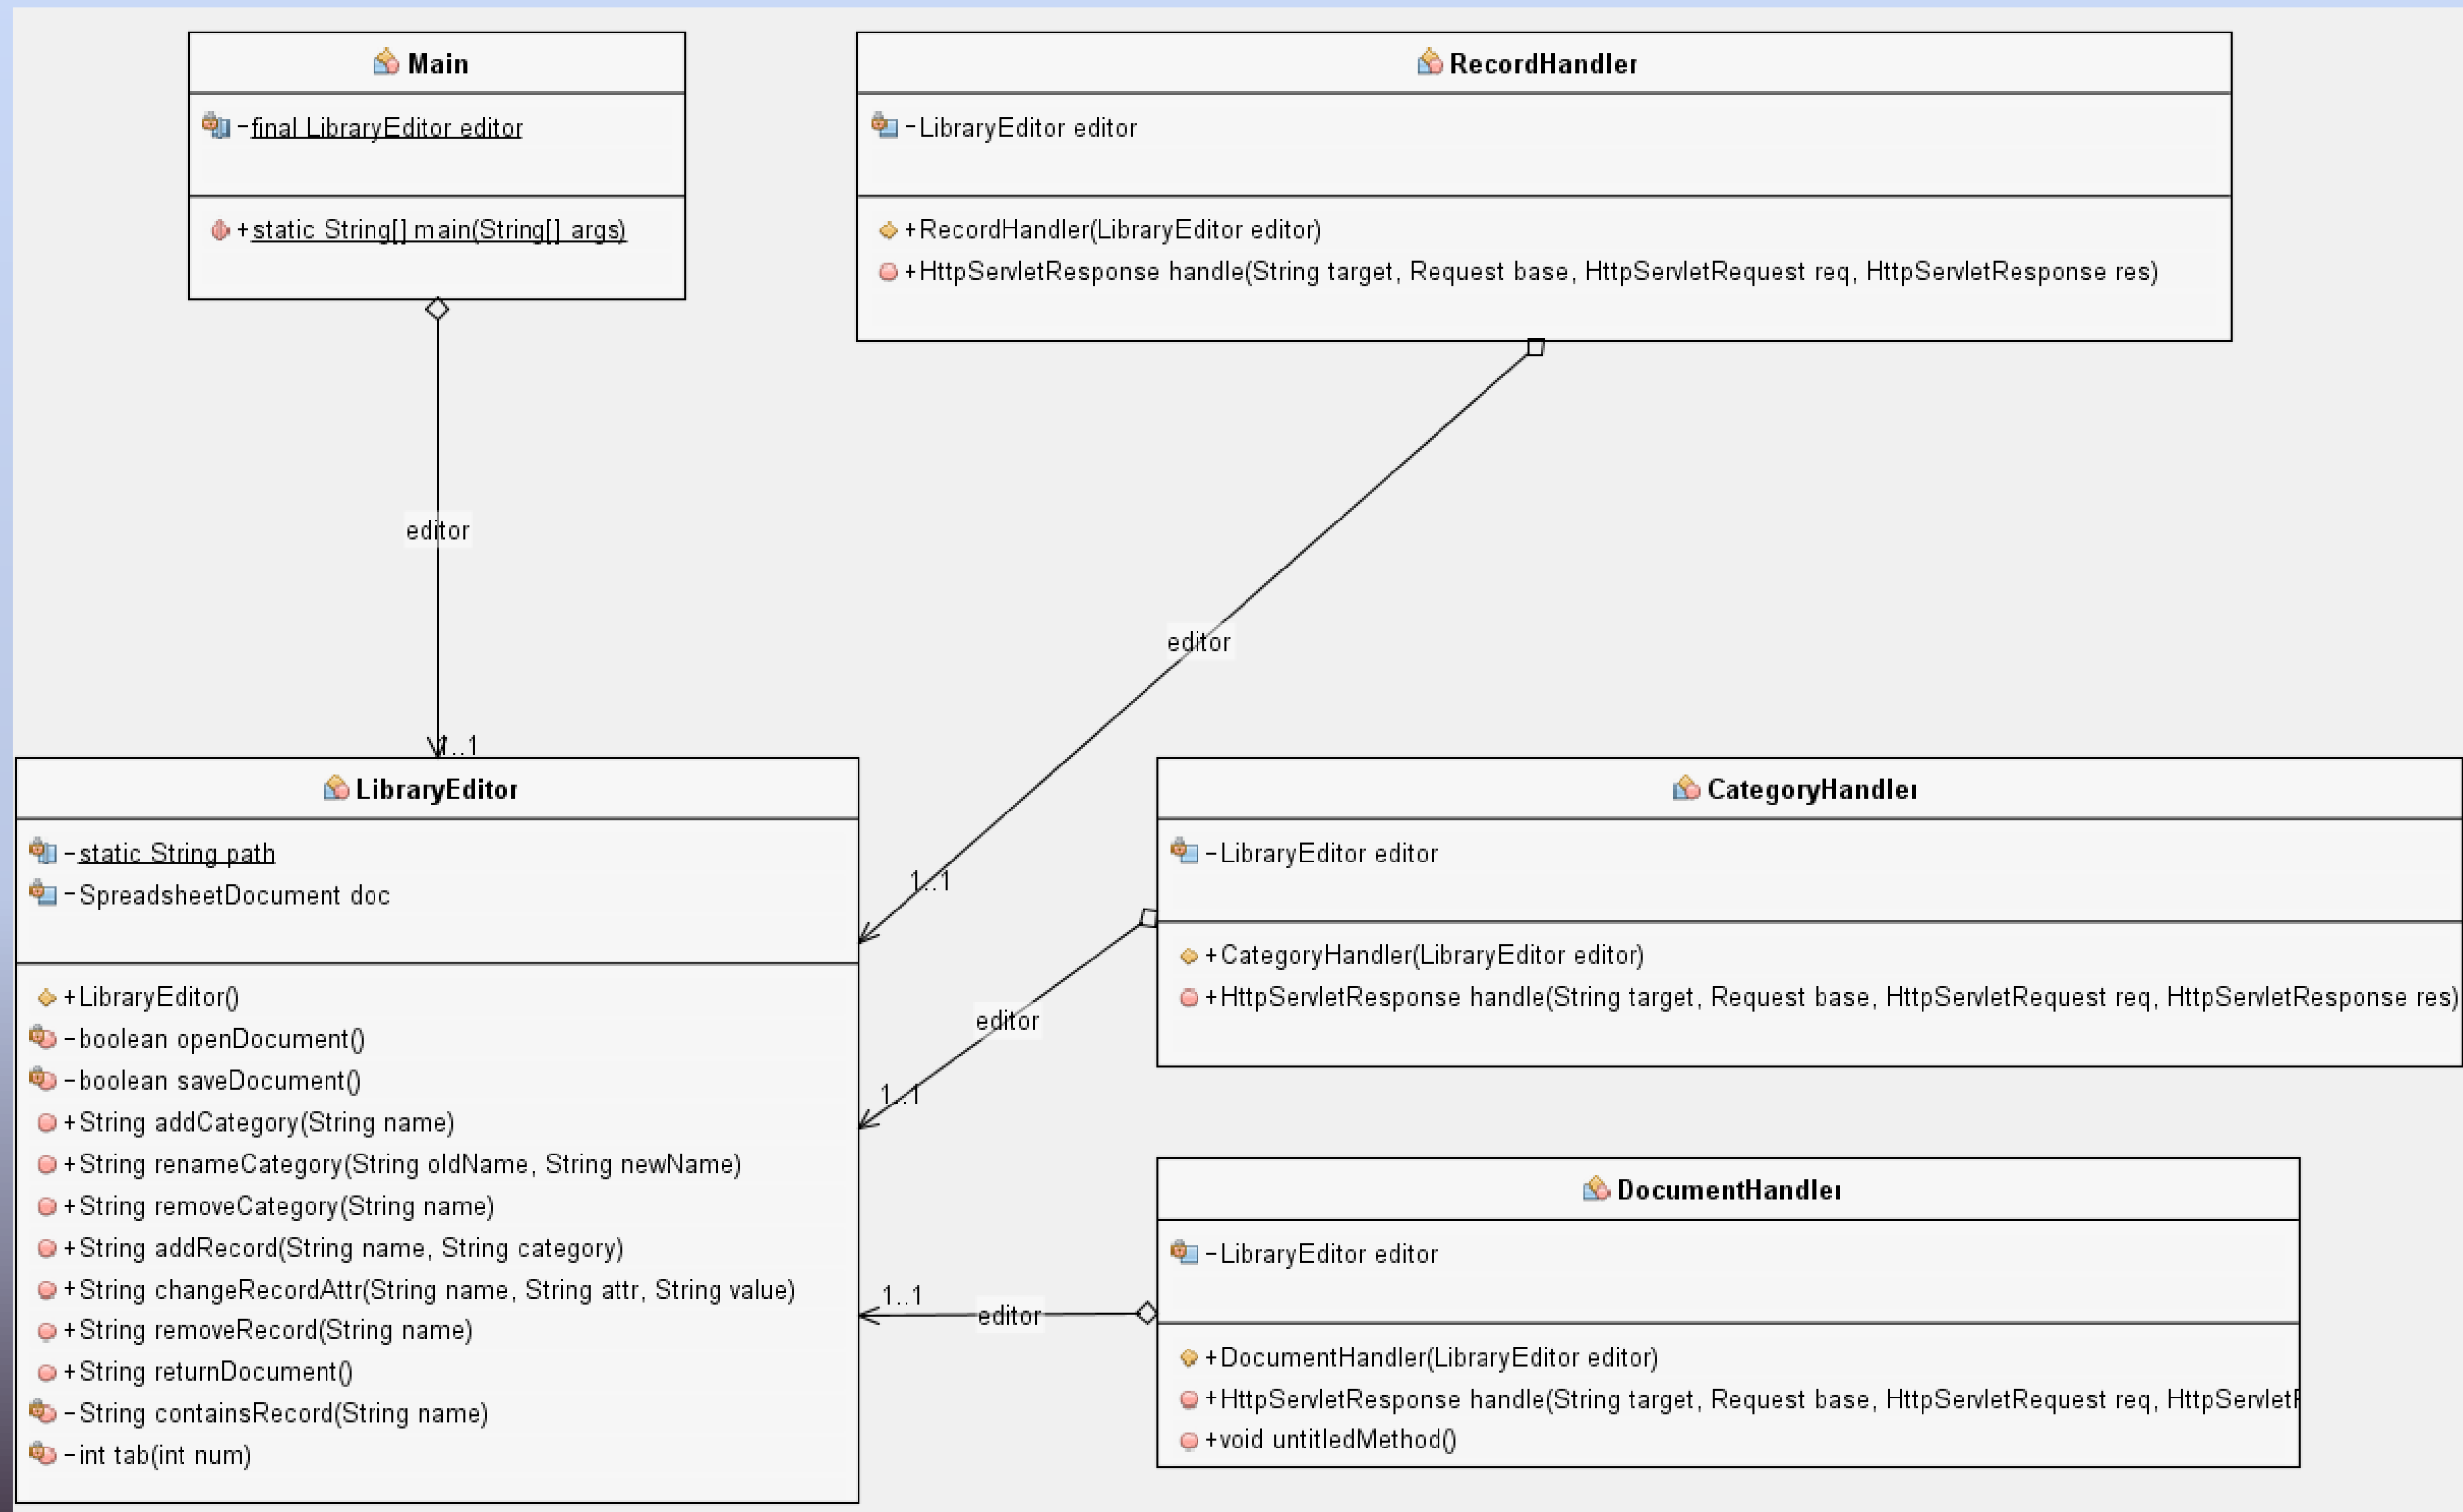 Main
-final LibraryEditor editor
+static String[] main(String[] args)
RecordHandler
-LibraryEditor editor
+RecordHandler(LibraryEditor editor)
+HttpServletResponse handle(String target, Request base, HttpServletRequest req, HttpServletResponse res)
editor
1..1
editor
1..1
LibraryEditor
-static String path
-SpreadsheetDocument doc
+LibraryEditor()
-boolean openDocument()
-boolean saveDocument()
+String addCategory(String name)
+String renameCategory(String oldName, String newName)
+String removeCategory(String name)
+String addRecord(String name, String category)
+String changeRecordAttr(String name, String attr, String value)
+String removeRecord(String name)
+String returnDocument()
-String containsRecord(String name)
-int tab(int num)
CategoryHandler
-LibraryEditor editor
+CategoryHandler(LibraryEditor editor)
+HttpServletResponse handle(String target, Request base, HttpServletRequest req, HttpServletResponse res)
editor
1..1
DocumentHandler
-LibraryEditor editor
+DocumentHandler(LibraryEditor editor)
+HttpServletResponse handle(String target, Request base, HttpServletRequest req,
+void untitledMethod()
1..1
editor